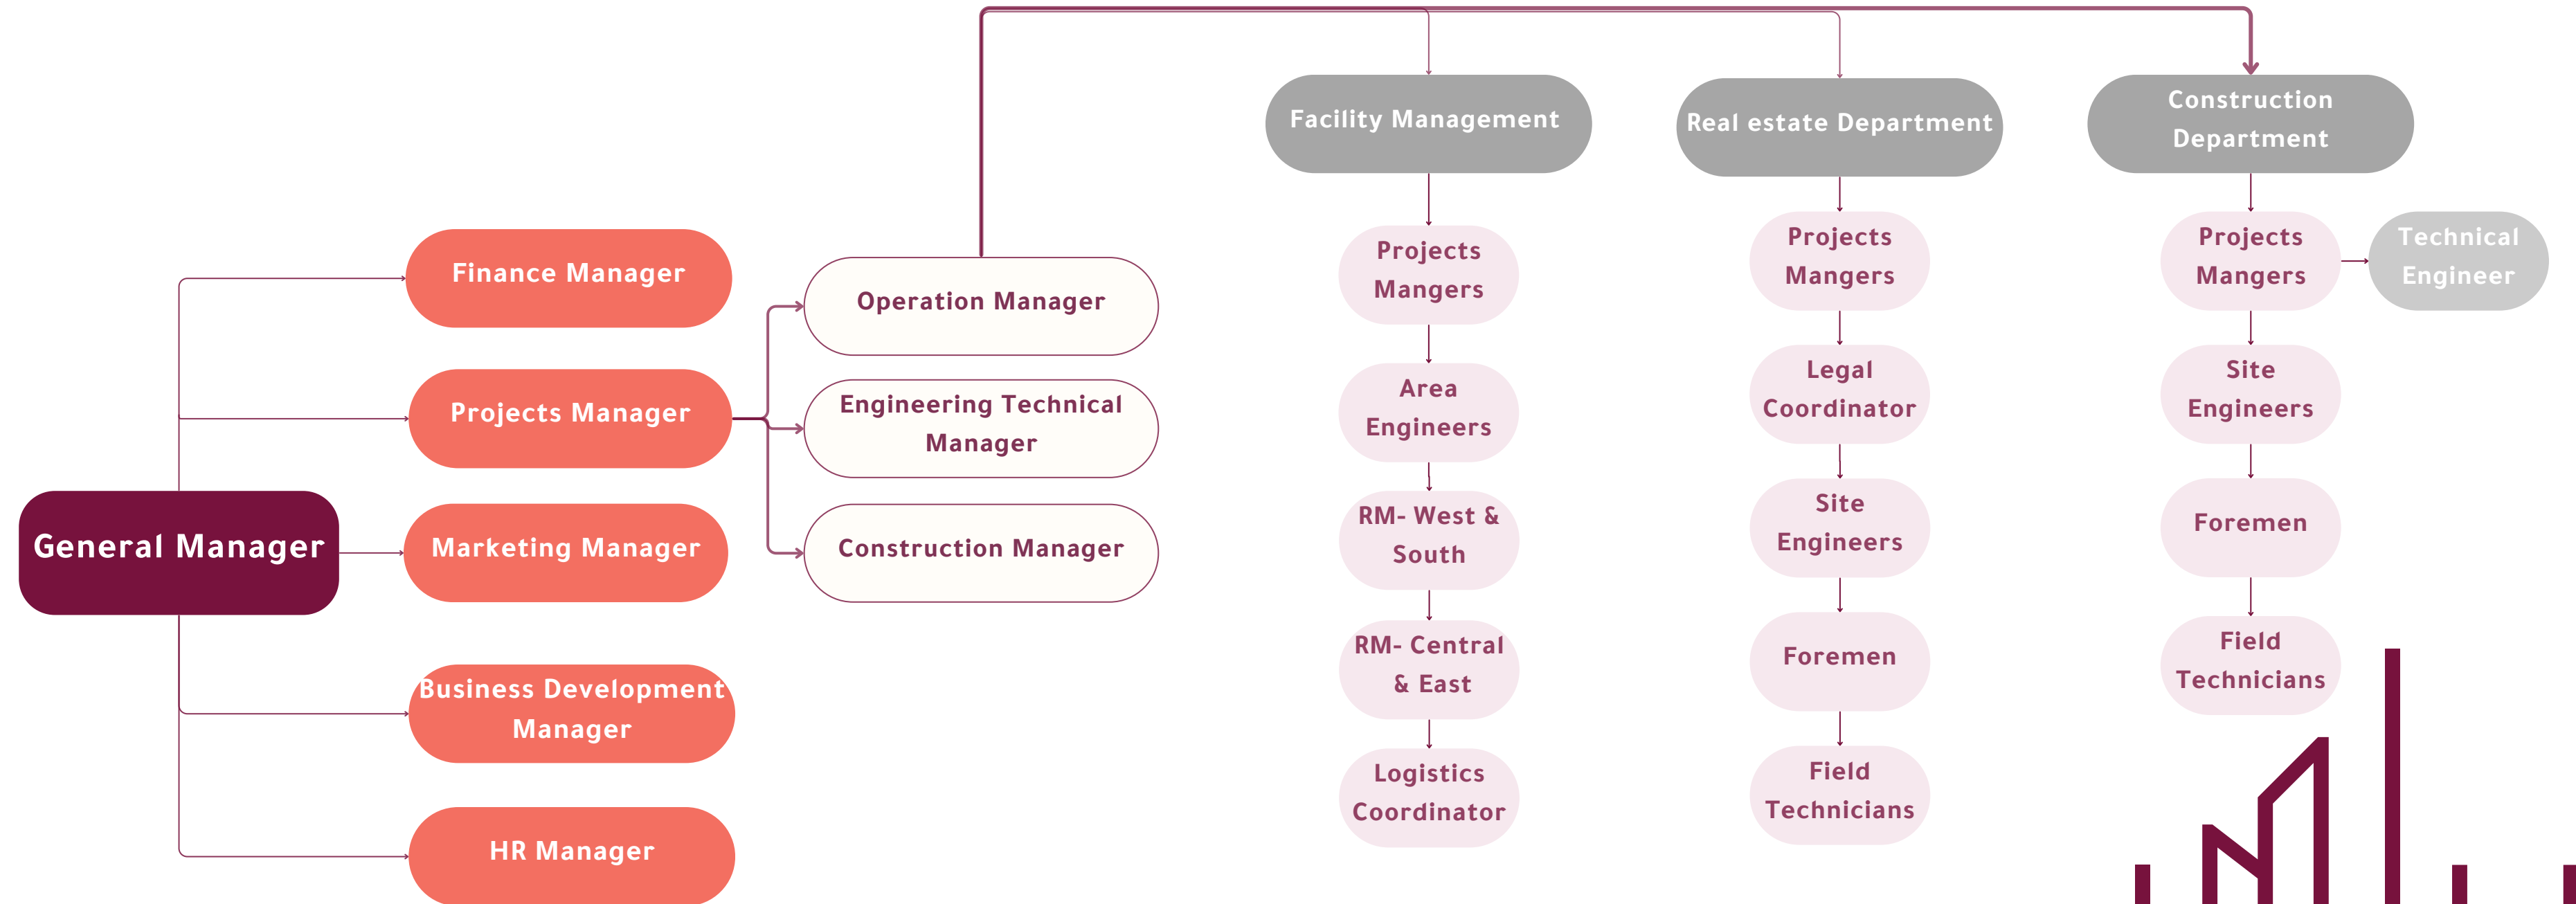 General Manager
Finance Manager
Projects Manager
Marketing Manager
Business Development
Manager
HR Manager
Operation Manager
Engineering Technical
Manager
Construction Manager
Facility Management
Projects
Mangers
Area
Engineers
RM- West &
South
RM- Central
& East
Logistics
Coordinator
Real estate Department
Projects
Mangers
Legal
Coordinator
Site
Engineers
Foremen
Field
Technicians
Construction
Department
Projects
Mangers
Technical
Engineer
Site
Engineers
Foremen
Field
Technicians